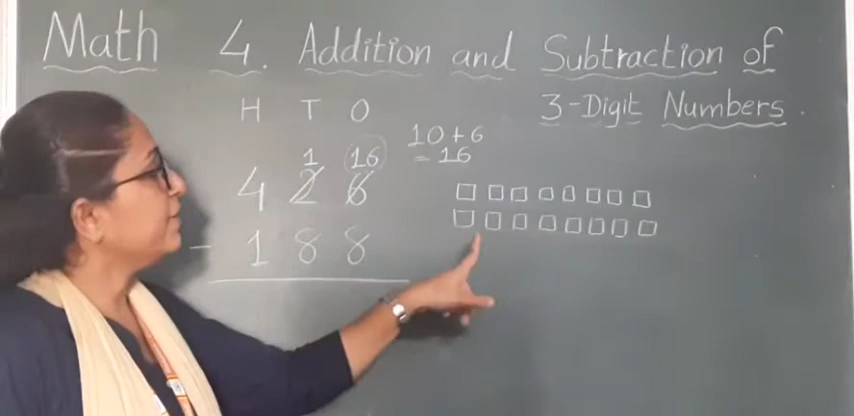 Math 4. Addition and Subtraction of
3-Digit Numbers.
H T O
10+6
= 16
1 16
4 2 6
- 1 8 8